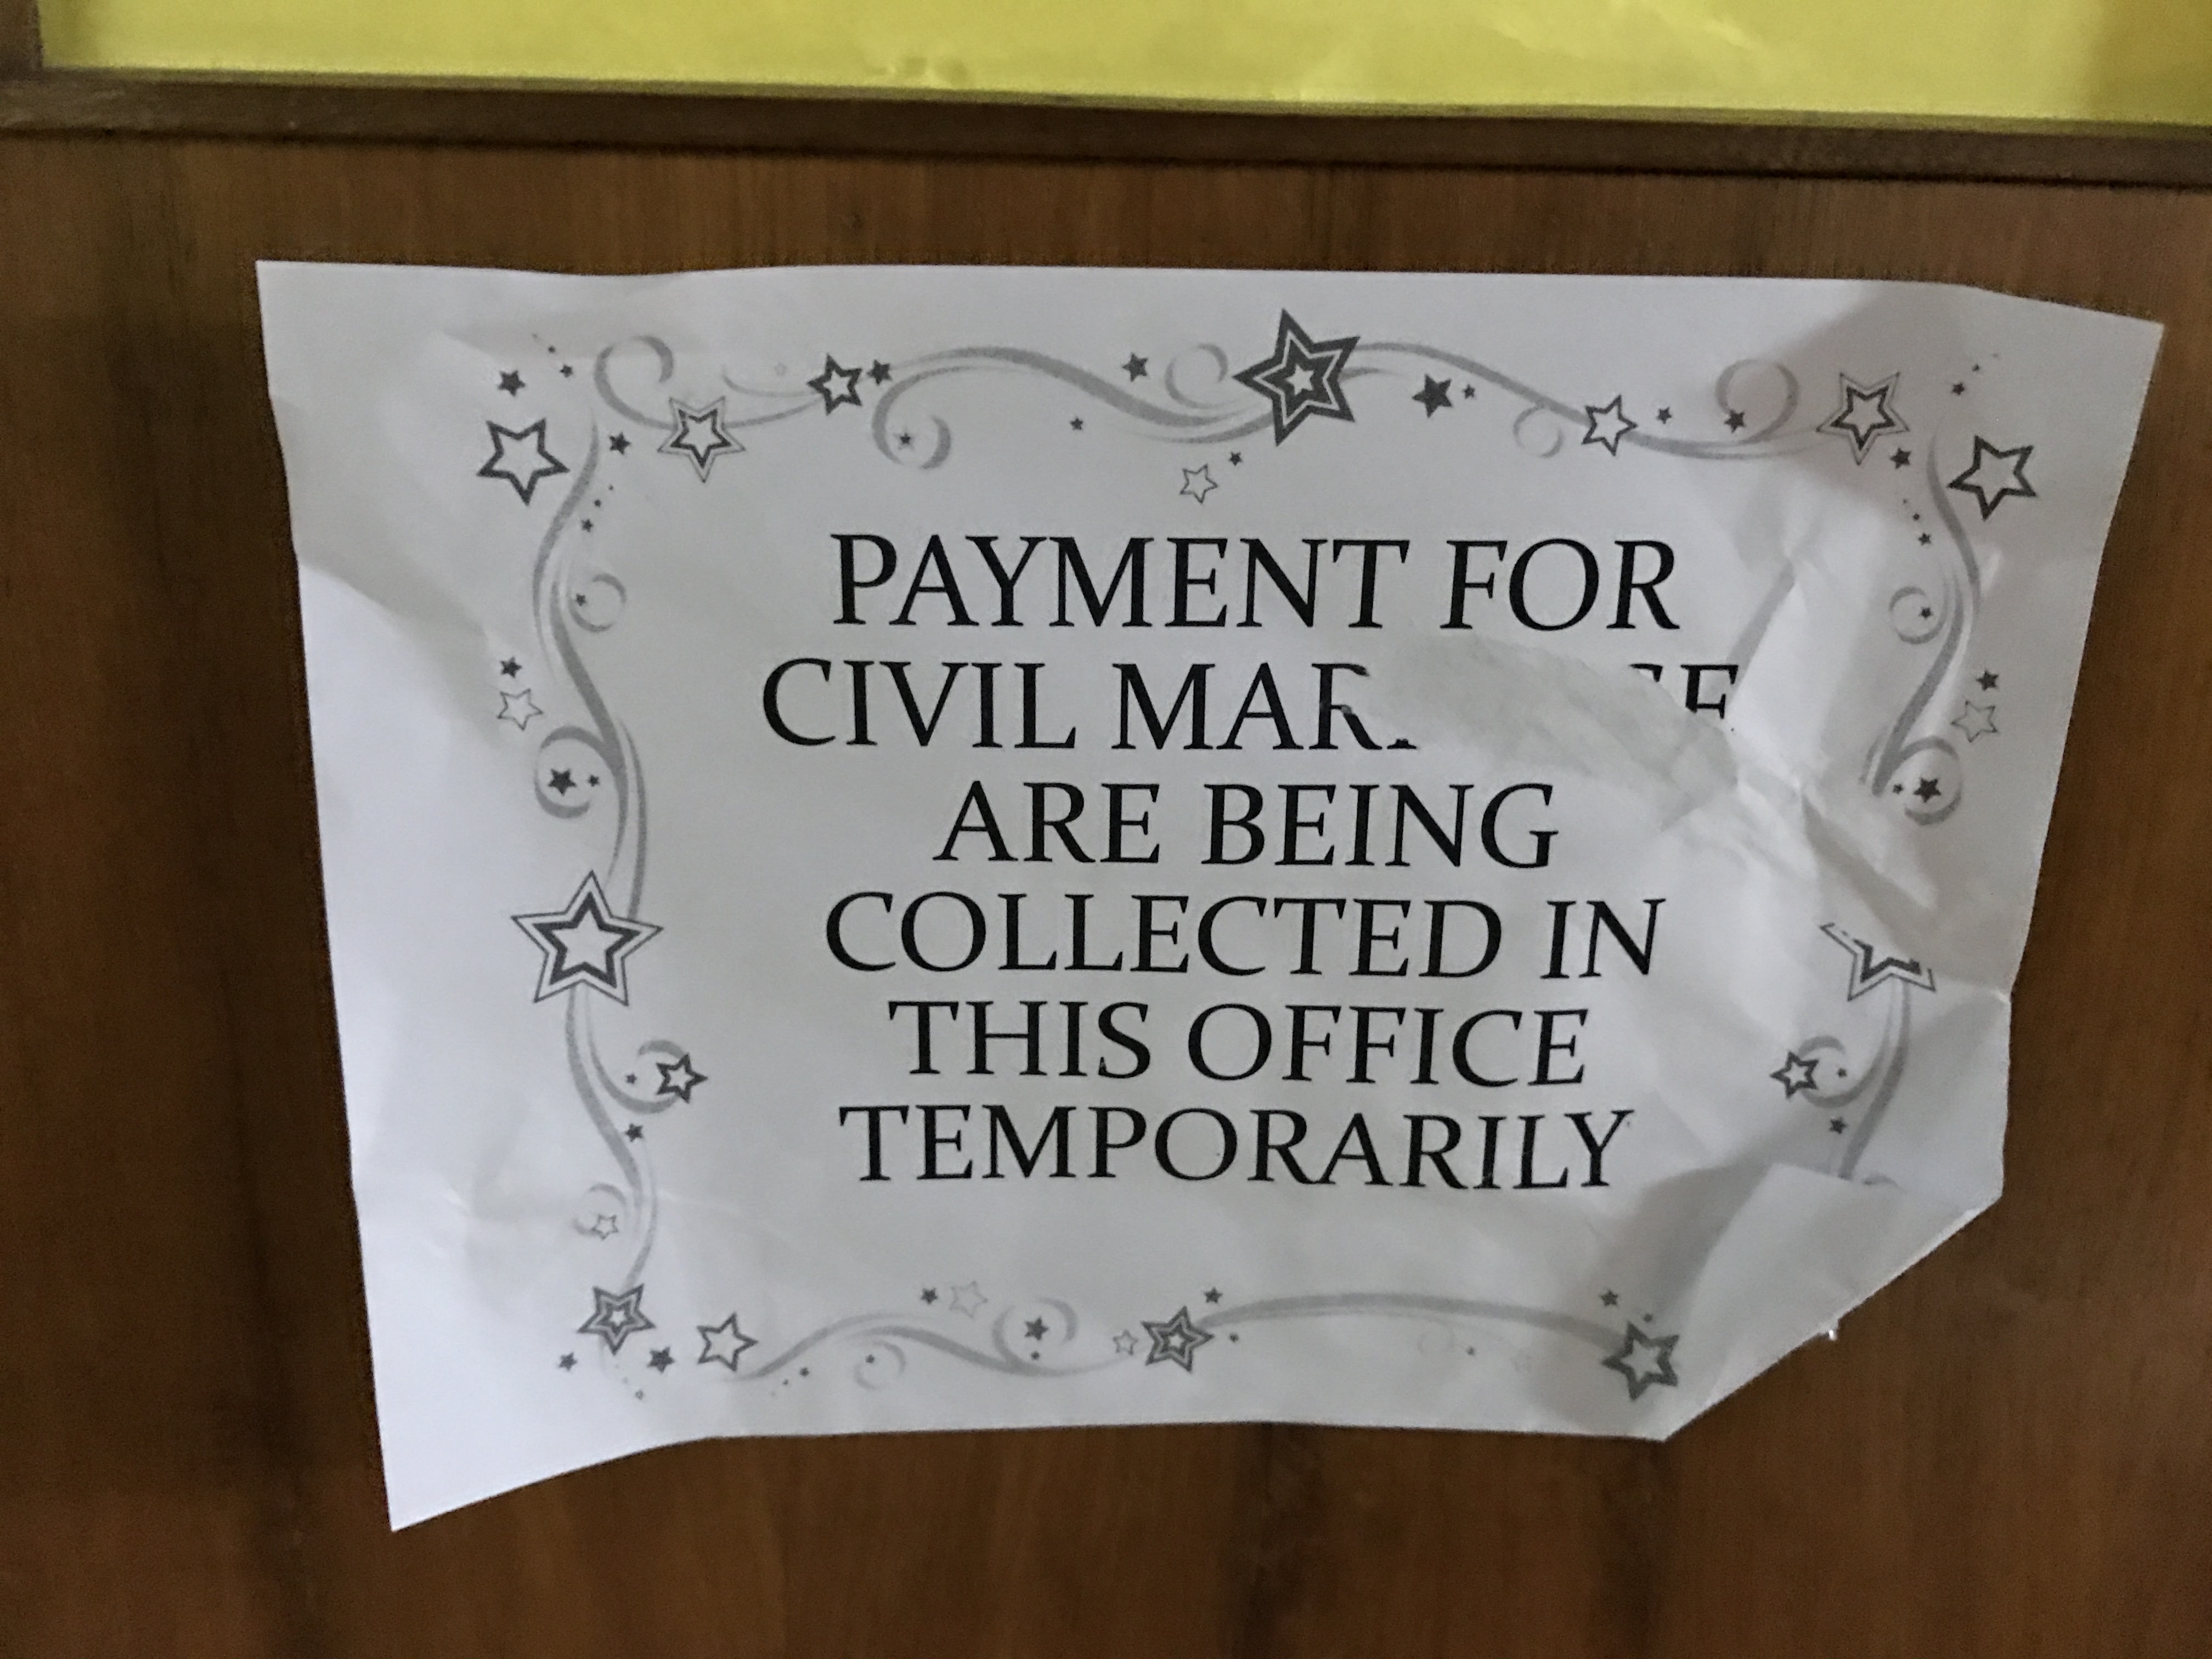 PAYMENT FOR
CIVIL
ARE BEING
COLLECTED IN
THIS OFFICE
TEMPORARILY